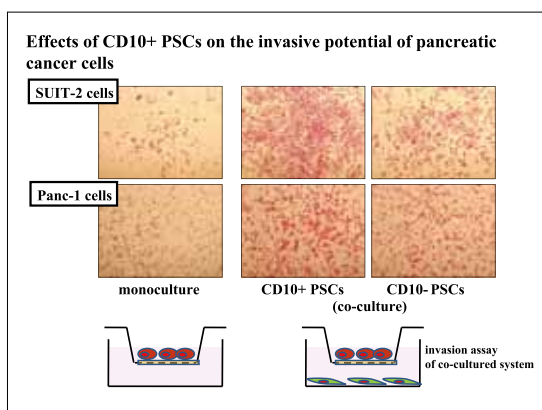 Effects of CD10+ PSCs on the invasive potential of pancreatic
cancer cells
SUIT-2 cells
Panc-1 cells
monoculture
CD10+ PSCs
CD10- PSCs
(co-culture)
invasion assay
of co-cultured system